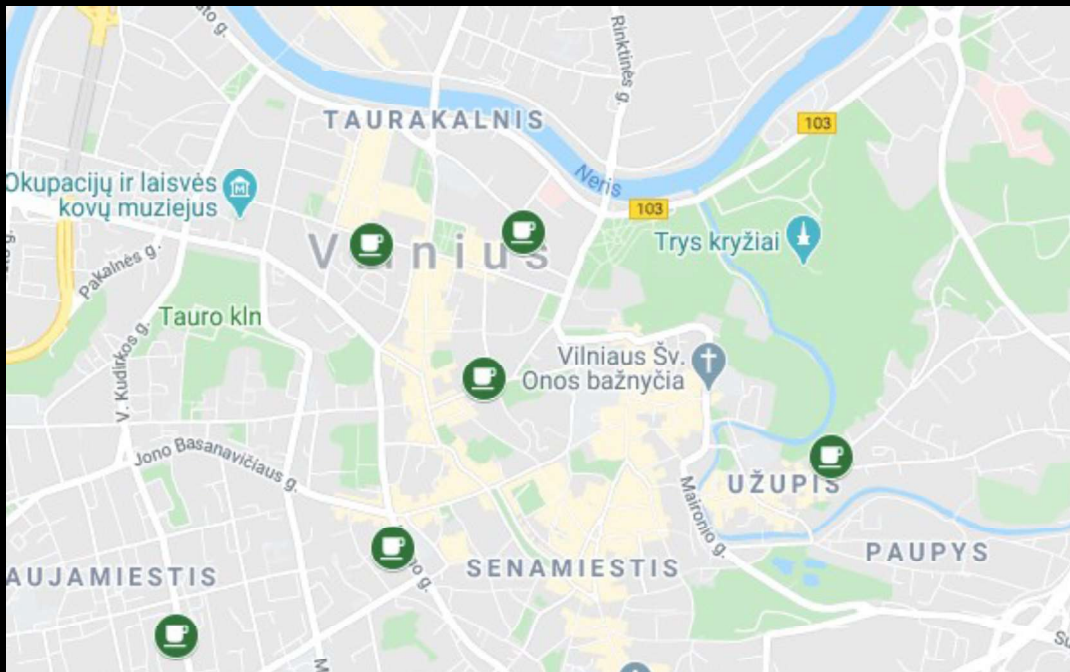 Rinktinės g.
TAURAKALNIS
103
Neris
Okupacijų ir laisvės
kovų muziejus
103
Trys kryžiai
Vilnius
Pakalnės g.
Tauro kln
V. Kudirkos g.
Vilniaus Šv.
Onos bažnyčia
Jono Basanavičiaus g.
UŽUPIS
Maironio g.
PAUPYS
SENAMIESTIS
AUJAMIESTIS